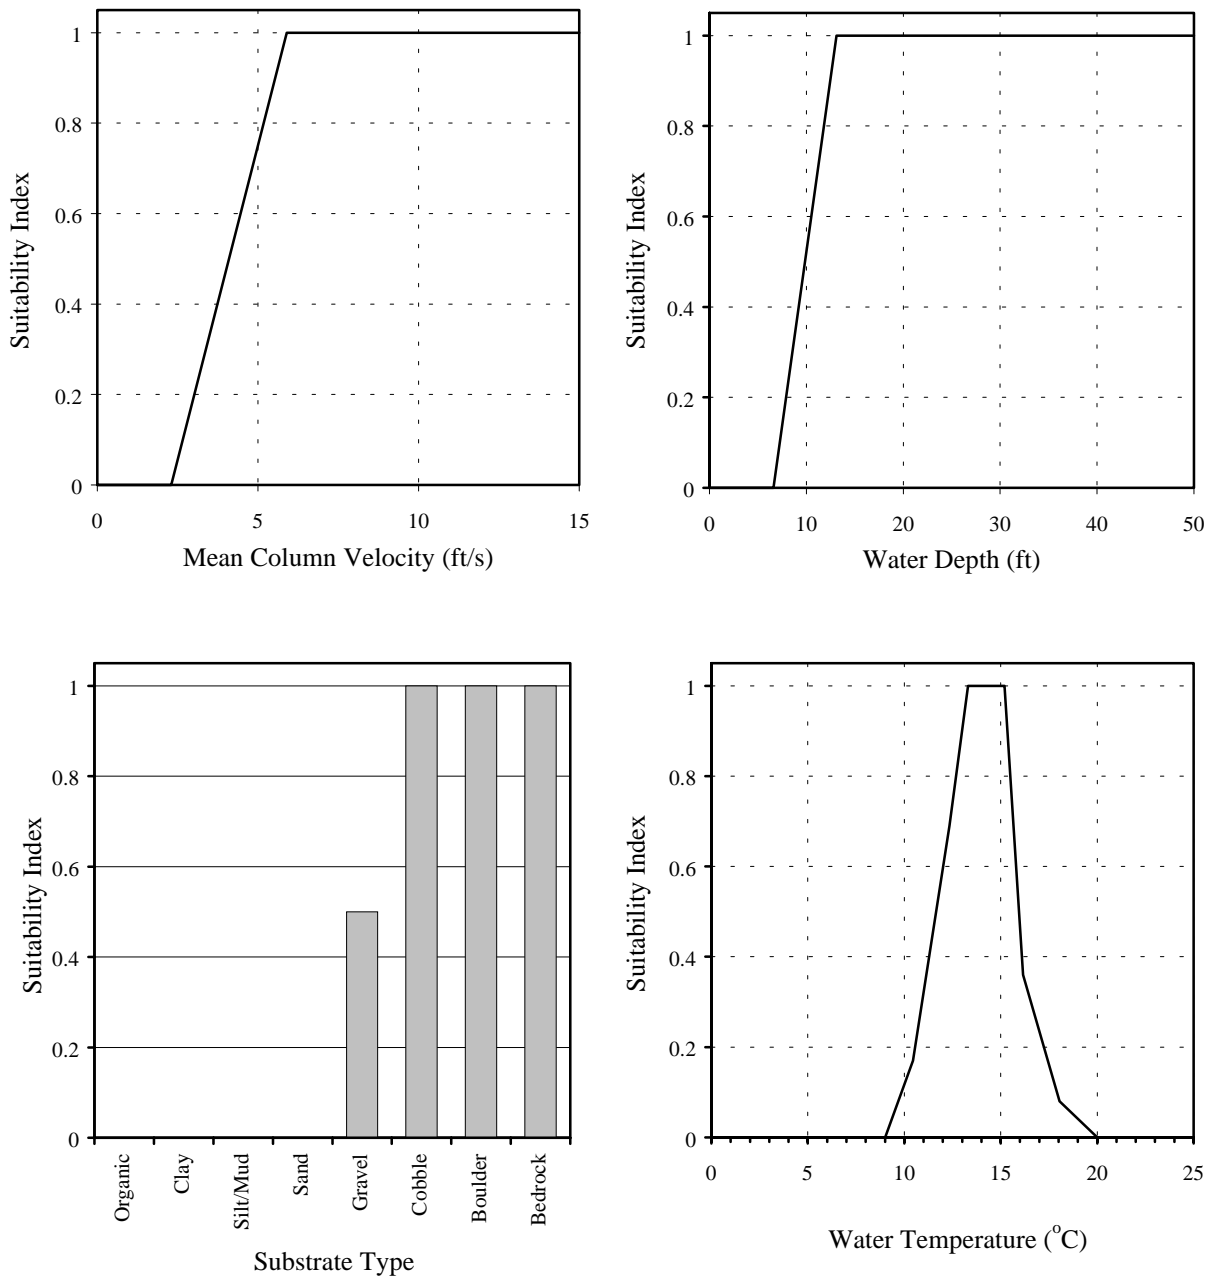 1
0.8
0.6
0.4
0.2
0
0 5 10 15
Suitability Index
Mean Column Velocity (ft/s)
1
0.8
0.6
0.4
0.2
0
0 10 20 30 40 50
Suitability Index
Water Depth (ft)
1
0.8
0.6
0.4
0.2
0
Organic
Clay
Silt/Mud
Sand
Gravel
Cobble
Boulder
Bedrock
Suitability Index
Substrate Type
1
0.8
0.6
0.4
0.2
0
0 5 10 15 20 25
Suitability Index
Water Temperature (°C)